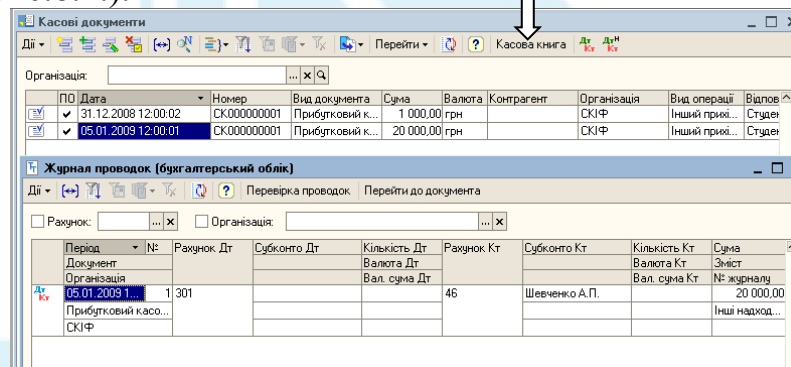 Касові документи
Дії Перейти Касова книга
Організація:
ПО Дата Номер Вид документа Сума Валюта Контрагент Організація Вид операції Відпов
31.12.2008 12:00:02 СК000000001 Прибутковий к... 1 000,00 грн СКІФ Інший прихі... Студен
05.01.2009 12:00:01 СК000000001 Прибутковий к... 20 000,00 грн СКІФ Інший прихі... Студен
Журнал проводок (бухгалтерський облік)
Дії Перевірка проводок Перейти до документа
Рахунок: Організація:
Період № Рахунок Дт Субконто Дт Кількість Дт Рахунок Кт Субконто Кт Кількість Кт Сума
Документ Валюта Дт Валюта Кт Зміст
Організація Вал. сума Дт Вал. сума Кт № журналу
05.01.2009 1... 1 301 46 Шевченко А.П. 20 000,00
Прибутковий касо... Інші надход...
СКІФ